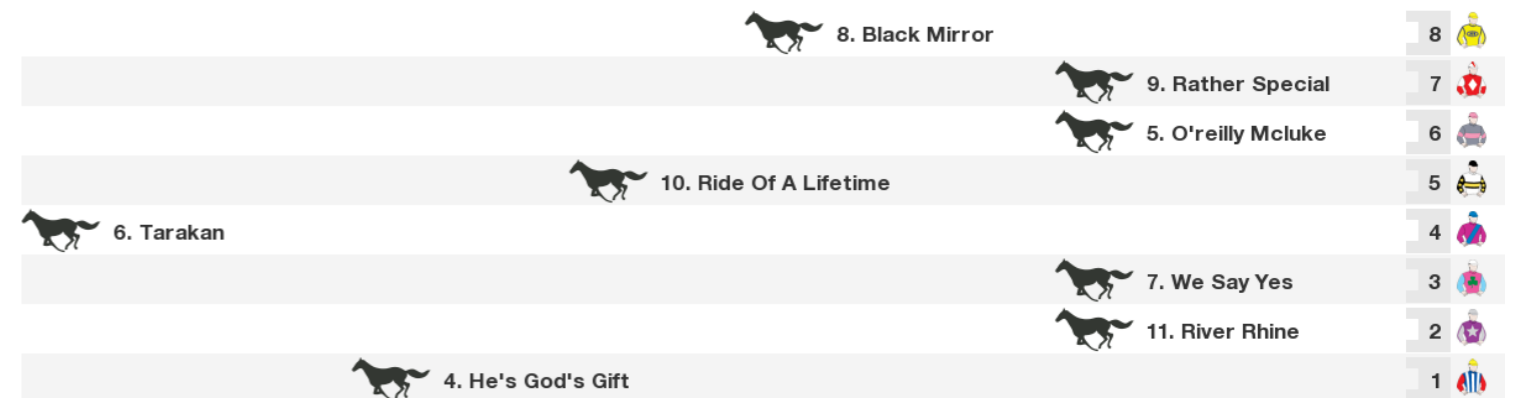 8. Black Mirror 8
9. Rather Special 7
5. O'reilly Mcluke 6
10. Ride Of A Lifetime 5
6. Tarakan 4
7. We Say Yes 3
11. River Rhine 2
4. He's God's Gift 1